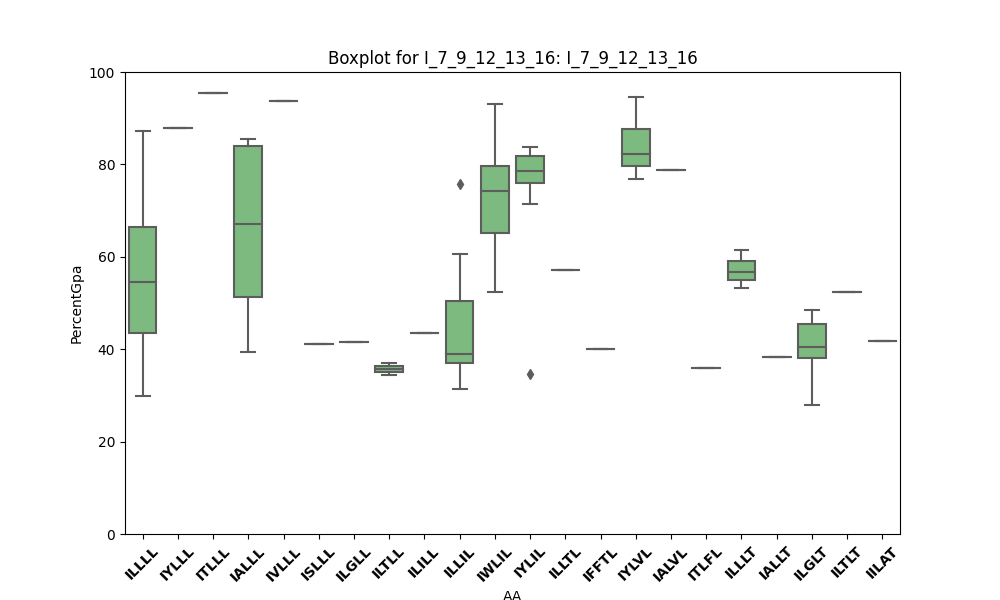 Boxplot for I_7_9_12_13_16: I_7_9_12_13_16
100
80
60
40
20
0
PercentGpa
ILLLL IYLLL ITLLL IALLL IVLLL ISLLL ILGLL ILTLL ILILL ILLIL IWLIL IYLIL ILLTL IFFTL IYLVL IALVL ITLFL ILLLT IALLT ILGLT ILTLT IILAT
AA